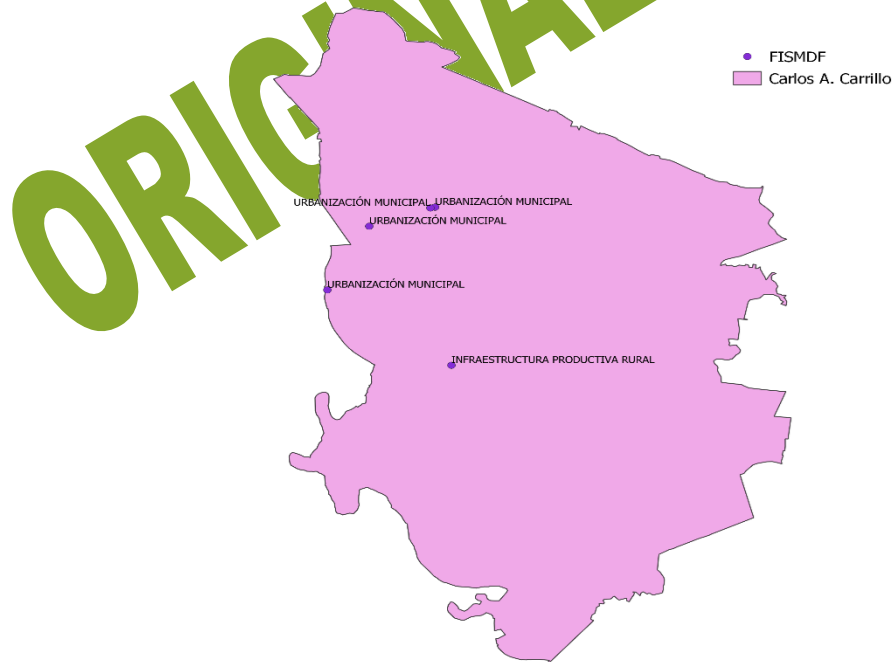 ORIGINAL
FISMDF
Carlos A. Carrillo
URBANIZACIÓN MUNICIPAL
URBANIZACIÓN MUNICIPAL
URBANIZACIÓN MUNICIPAL
URBANIZACIÓN MUNICIPAL
INFRAESTRUCTURA PRODUCTIVA RURAL